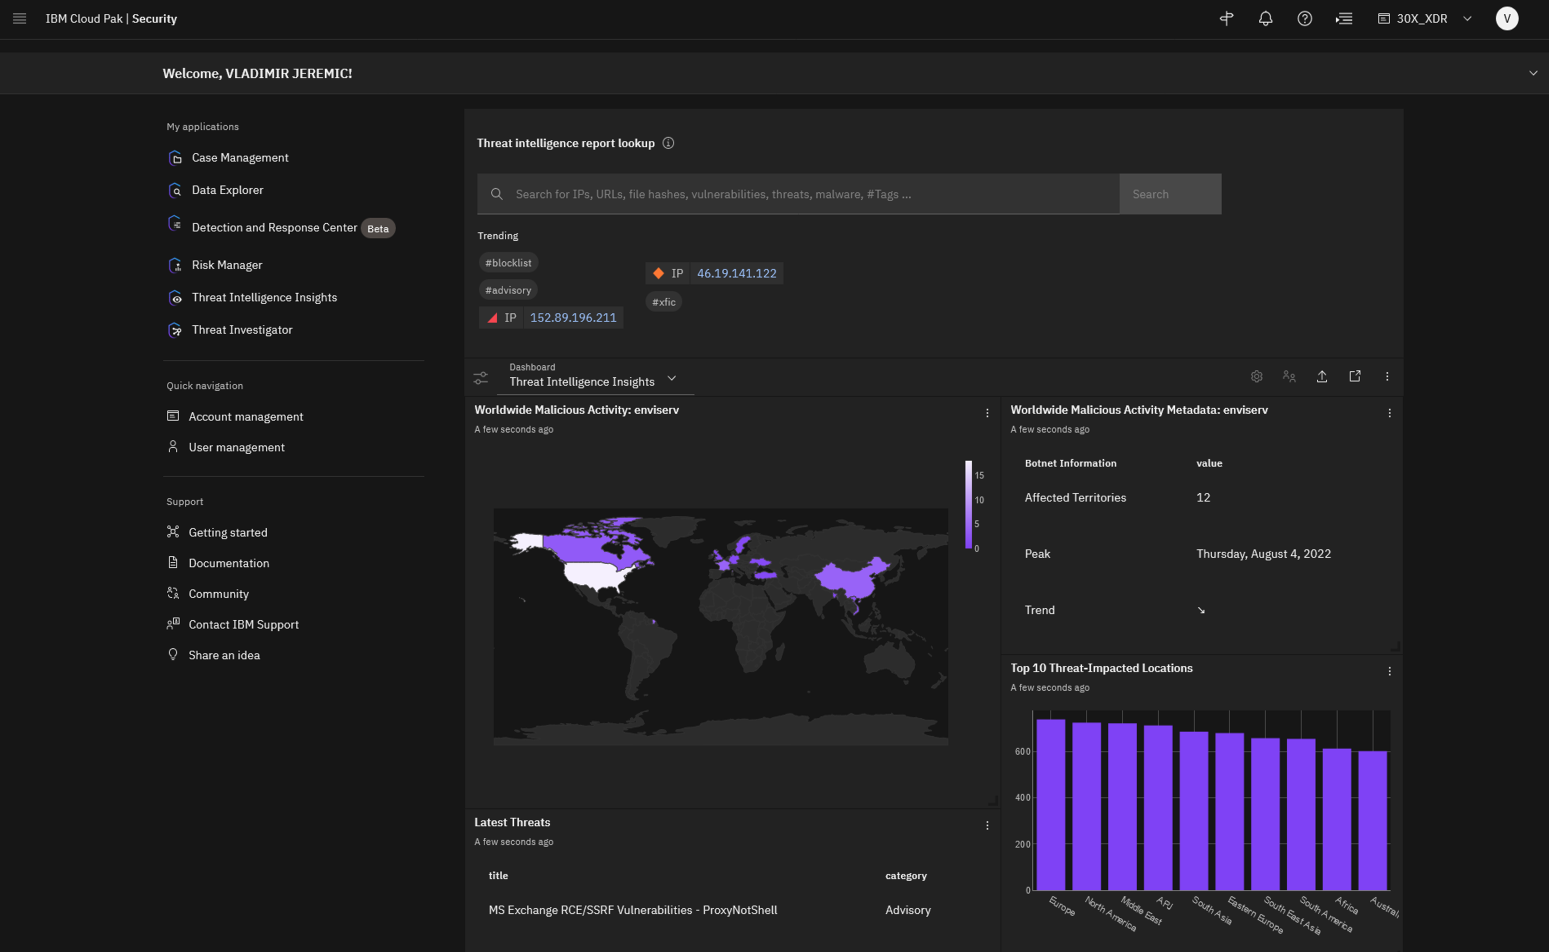 IBM Cloud Pak | Security
30X_XDR
V
Welcome, VLADIMIR JEREMIC!
My applications
Case Management
Data Explorer
Detection and Response Center Beta
Risk Manager
Threat Intelligence Insights
Threat Investigator
Quick navigation
Account management
User management
Support
Getting started
Documentation
Community
Contact IBM Support
Share an idea
Threat intelligence report lookup
Search for IPs, URLs, file hashes, vulnerabilities, threats, malware, #Tags ...
Search
Trending
#blocklist
#advisory
IP 152.89.196.211
IP 46.19.141.122
#xfic
Dashboard
Threat Intelligence Insights
Worldwide Malicious Activity: enviserv
A few seconds ago
15
10
5
0
Worldwide Malicious Activity Metadata: enviserv
A few seconds ago
Botnet Information value
Affected Territories 12
Peak Thursday, August 4, 2022
Trend ↘
Top 10 Threat-Impacted Locations
A few seconds ago
600
400
200
0
Europe
North America
Middle East
APJ
South Asia
Eastern Europe
South East Asia
South America
Africa
Austral
Latest Threats
A few seconds ago
title category
MS Exchange RCE/SSRF Vulnerabilities - ProxyNotShell Advisory